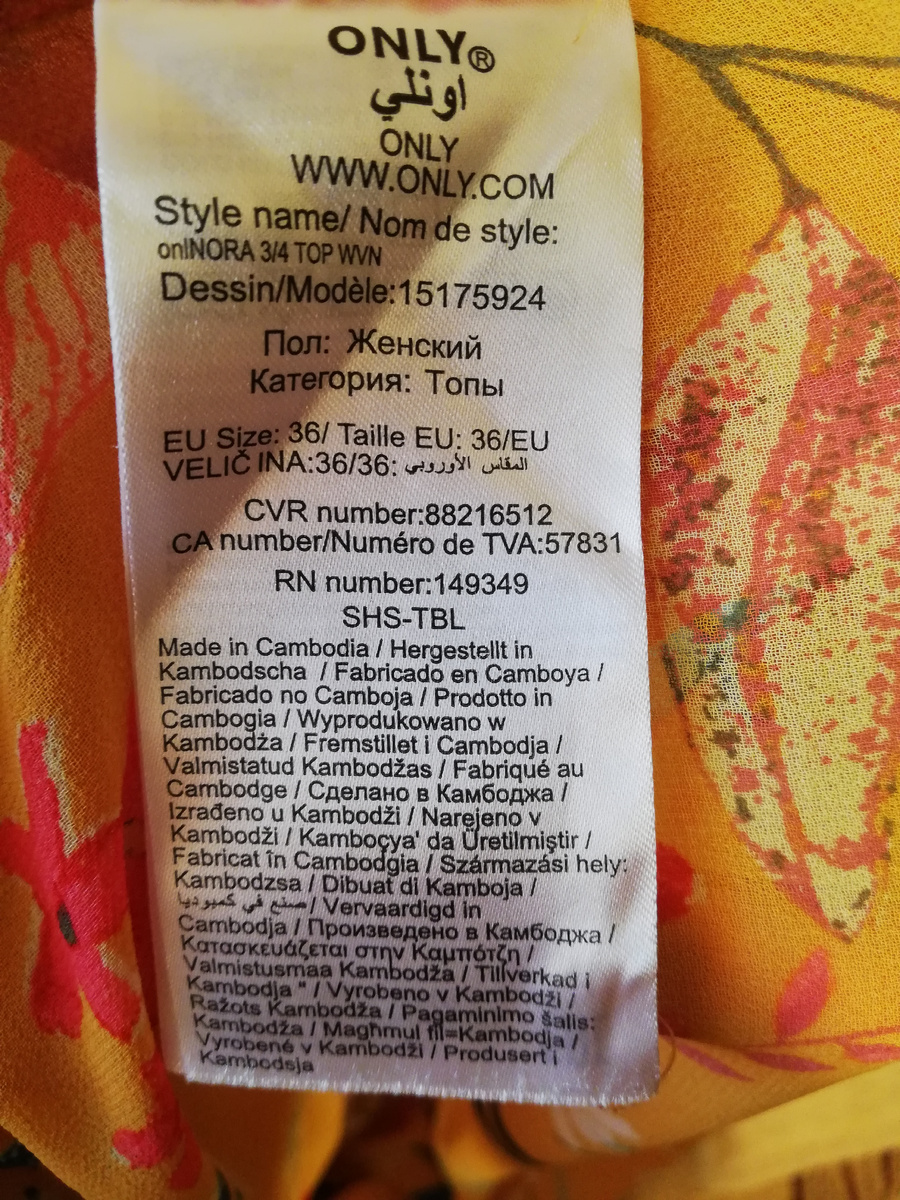 ONLY®
اونلي
ONLY
WWW.ONLY.COM
Style name/ Nom de style:
onlNORA 3/4 TOP WVN
Dessin/Modèle:15175924
Пол: Женский
Категория: Топы
EU Size: 36/ Taille EU: 36/EU
VELIČINA:36/36: المقاس الأوروبي
CVR number:88216512
CA number/Numéro de TVA:57831
RN number:149349
SHS-TBL
Made in Cambodia / Hergestellt in
Kambodscha / Fabricado en Camboya /
Fabricado no Camboja / Prodotto in
Cambogia / Wyprodukowano w
Kambodża / Fremstillet i Cambodja /
Valmistatud Kambodžas / Fabriqué au
Cambodge / Сделано в Камбоджа /
Izrađeno u Kambodži / Narejeno v
Kambodži / Kamboçya' da Üretilmiştir /
Fabricat în Cambodgia / Származási hely:
Kambodzsa / Dibuat di Kamboja /
صنع في كمبوديا / Vervaardigd in
Cambodja / Произведено в Камбоджа /
Κατασκευάζεται στην Καμπότζη /
Valmistusmaa Kambodža / Tillverkad i
Kambodja " / Vyrobeno v Kambodži /
Ražots Kambodža / Pagaminimo šalis:
Kambodža / Magħmul fil=Kambodja /
Vyrobené v Kambodži / Produsert i
Kambodsja